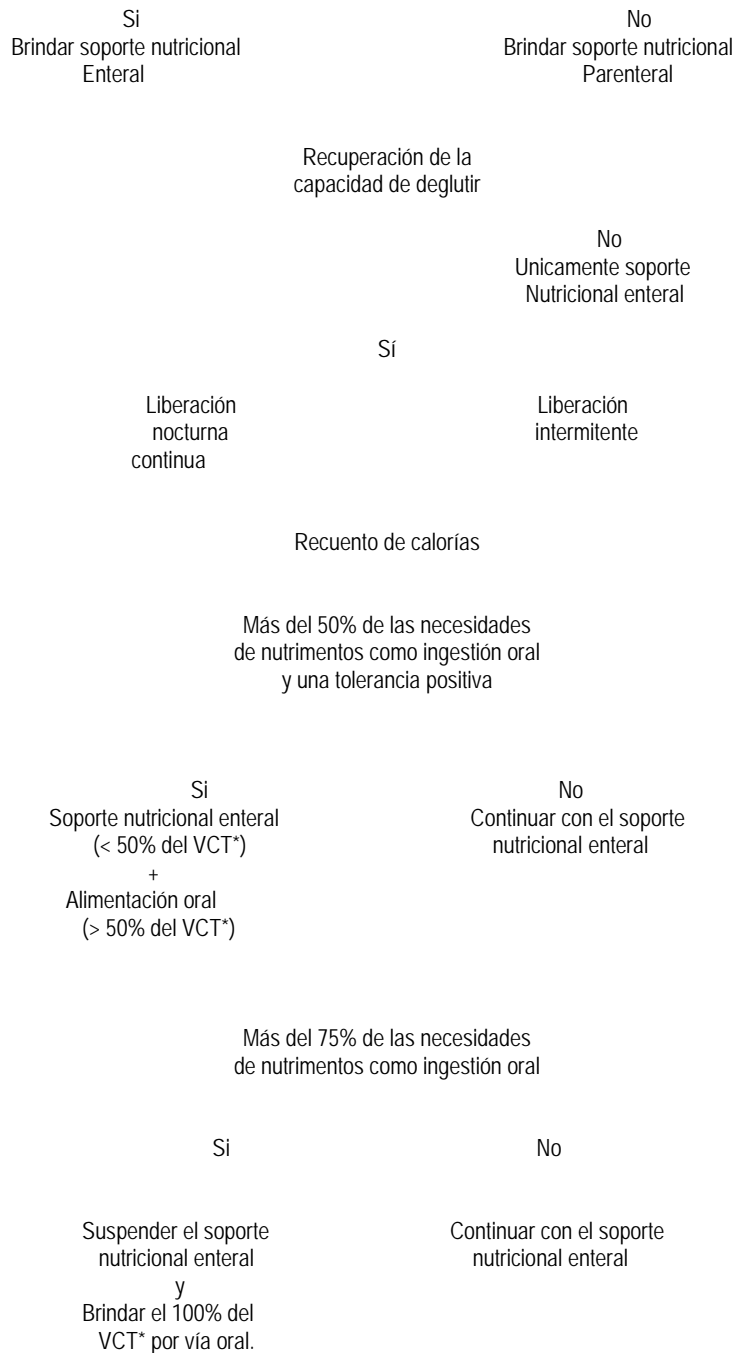 Si
Brindar soporte nutricional
Enteral
No
Brindar soporte nutricional
Parenteral
Recuperación de la
capacidad de deglutir
No
Unicamente soporte
Nutricional enteral
Sí
Liberación
nocturna
continua
Liberación
intermitente
Recuento de calorías
Más del 50% de las necesidades
de nutrimentos como ingestión oral
y una tolerancia positiva
Si
Soporte nutricional enteral
(< 50% del VCT*)
+
Alimentación oral
(> 50% del VCT*)
No
Continuar con el soporte
nutricional enteral
Más del 75% de las necesidades
de nutrimentos como ingestión oral
Si
No
Suspender el soporte
nutricional enteral
y
Brindar el 100% del
VCT* por vía oral.
Continuar con el soporte
nutricional enteral